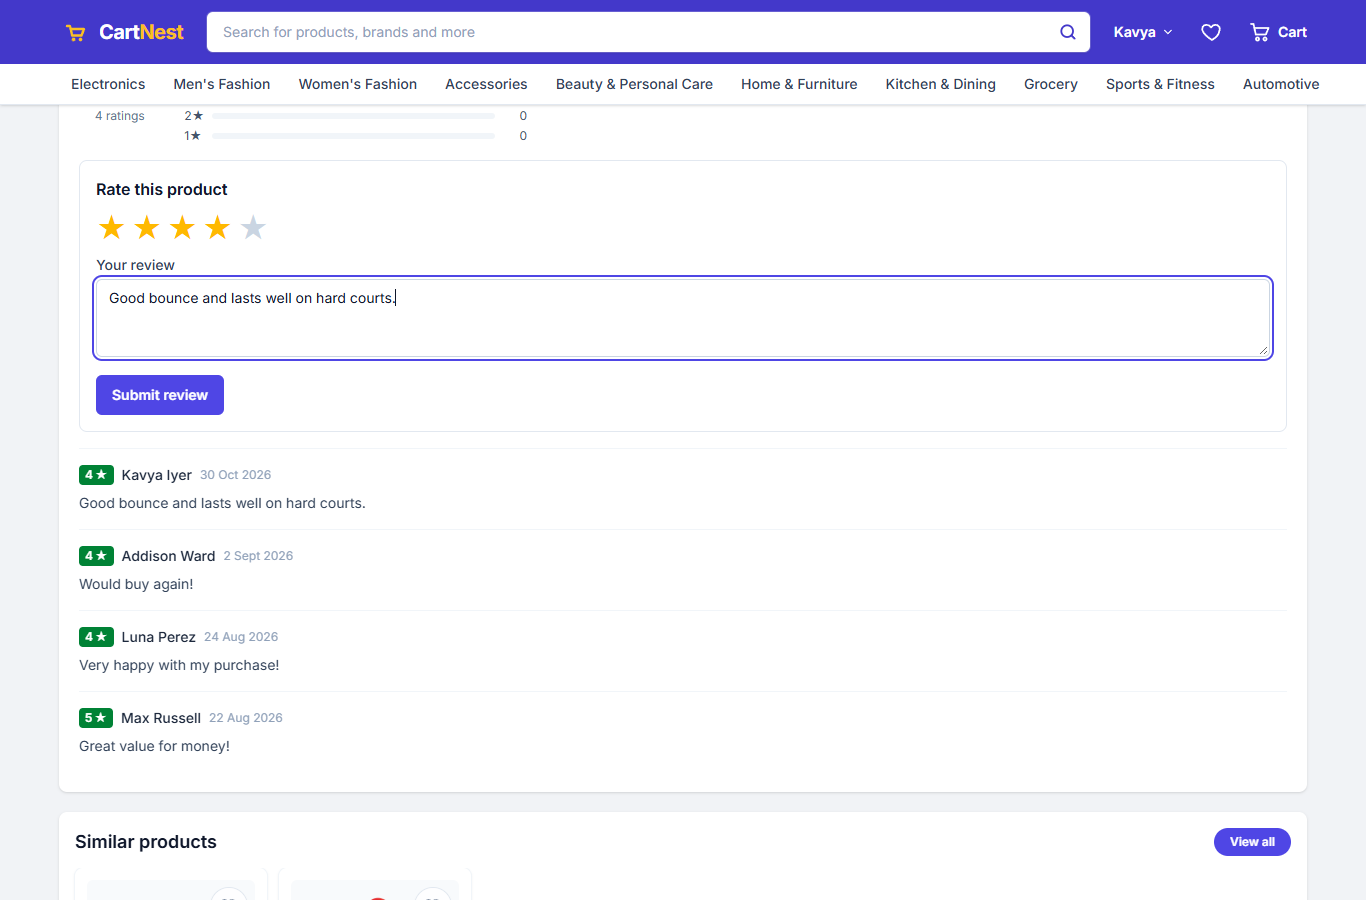 CartNest
Search for products, brands and more
Kavya
Cart
Electronics Men's Fashion Women's Fashion Accessories Beauty & Personal Care Home & Furniture Kitchen & Dining Grocery Sports & Fitness Automotive
4 ratings 2★ 0
1★ 0
Rate this product
Your review
Good bounce and lasts well on hard courts.
Submit review
4★ Kavya Iyer 30 Oct 2026
Good bounce and lasts well on hard courts.
4★ Addison Ward 2 Sept 2026
Would buy again!
4★ Luna Perez 24 Aug 2026
Very happy with my purchase!
5★ Max Russell 22 Aug 2026
Great value for money!
Similar products
View all